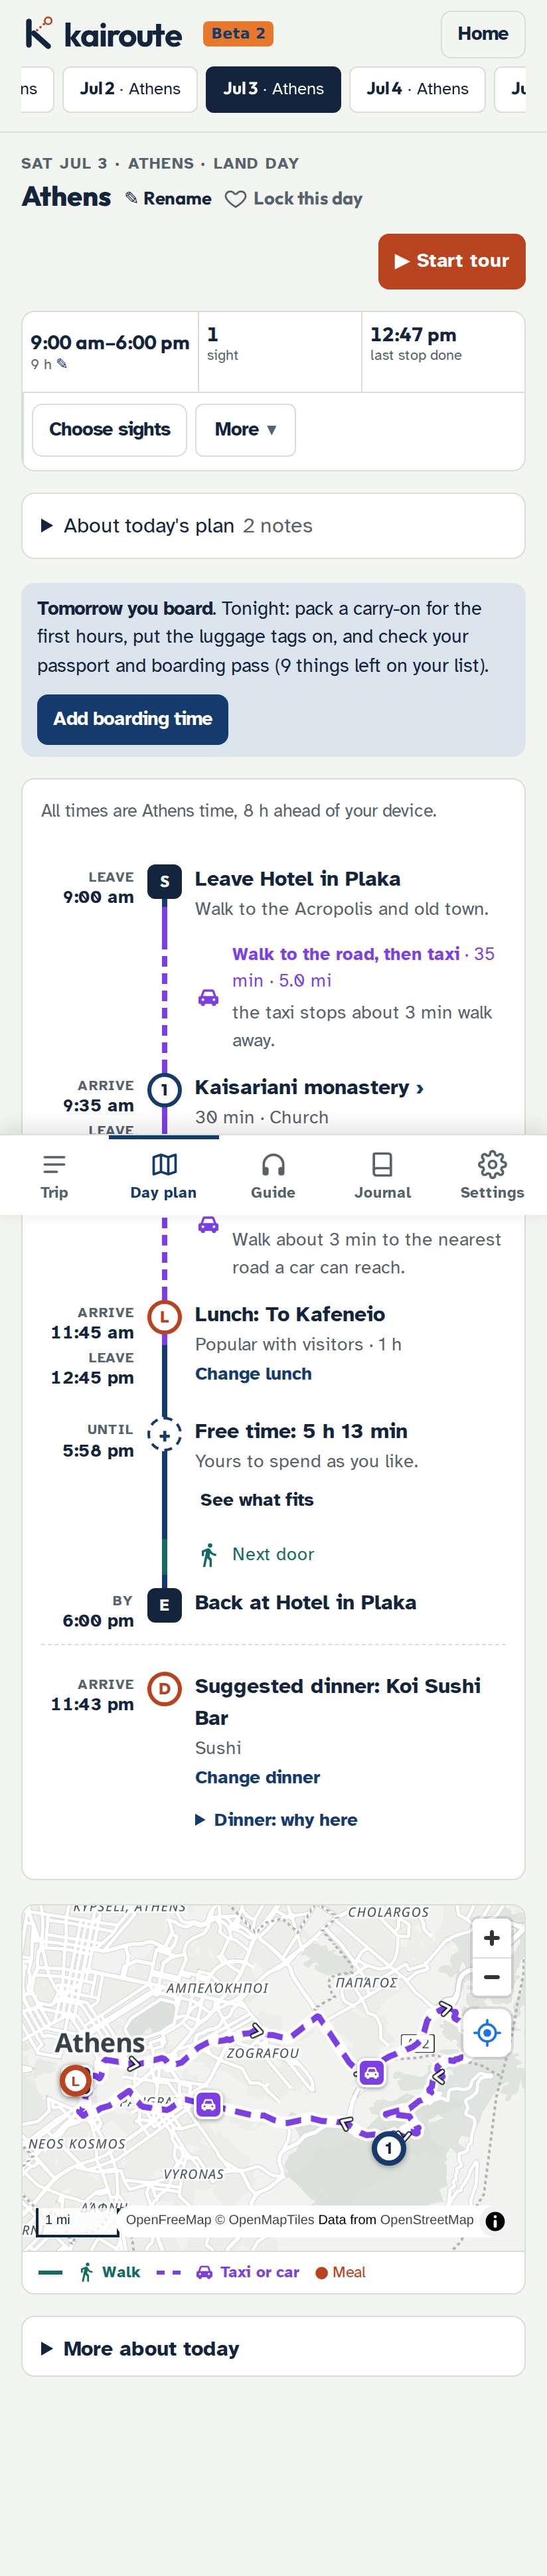 kairoute
Beta 2
Home
ns
Jul 2 · Athens
Jul 3 · Athens
Jul 4 · Athens
SAT JUL 3 · ATHENS · LAND DAY
Athens
✎ Rename
Lock this day
▶ Start tour
9:00 am–6:00 pm
9 h ✎
1
sight
12:47 pm
last stop done
Choose sights
More ▾
▶ About today's plan 2 notes
Tomorrow you board. Tonight: pack a carry-on for the
first hours, put the luggage tags on, and check your
passport and boarding pass (9 things left on your list).
Add boarding time
All times are Athens time, 8 h ahead of your device.
LEAVE
9:00 am
S
Leave Hotel in Plaka
Walk to the Acropolis and old town.
Walk to the road, then taxi · 35
min · 5.0 mi
the taxi stops about 3 min walk
away.
ARRIVE
9:35 am
LEAVE
1
Kaisariani monastery ›
30 min · Church
Trip
Day plan
Guide
Journal
Settings
Walk about 3 min to the nearest
road a car can reach.
ARRIVE
11:45 am
LEAVE
12:45 pm
L
Lunch: To Kafeneio
Popular with visitors · 1 h
Change lunch
UNTIL
5:58 pm
+
Free time: 5 h 13 min
Yours to spend as you like.
See what fits
Next door
BY
6:00 pm
E
Back at Hotel in Plaka
ARRIVE
11:43 pm
D
Suggested dinner: Koi Sushi
Bar
Sushi
Change dinner
▶ Dinner: why here
KYPSELI, ATHENS
CHOLARGOS
ΑΜΠΕΛΌΚΗΠΟΙ
ΠΑΠΆΓΟΣ
Athens
ZOGRAFOU
L
1
NEOS KOSMOS
VYRONAS
1 mi
OpenFreeMap © OpenMapTiles Data from OpenStreetMap
Walk
Taxi or car
Meal
▶ More about today